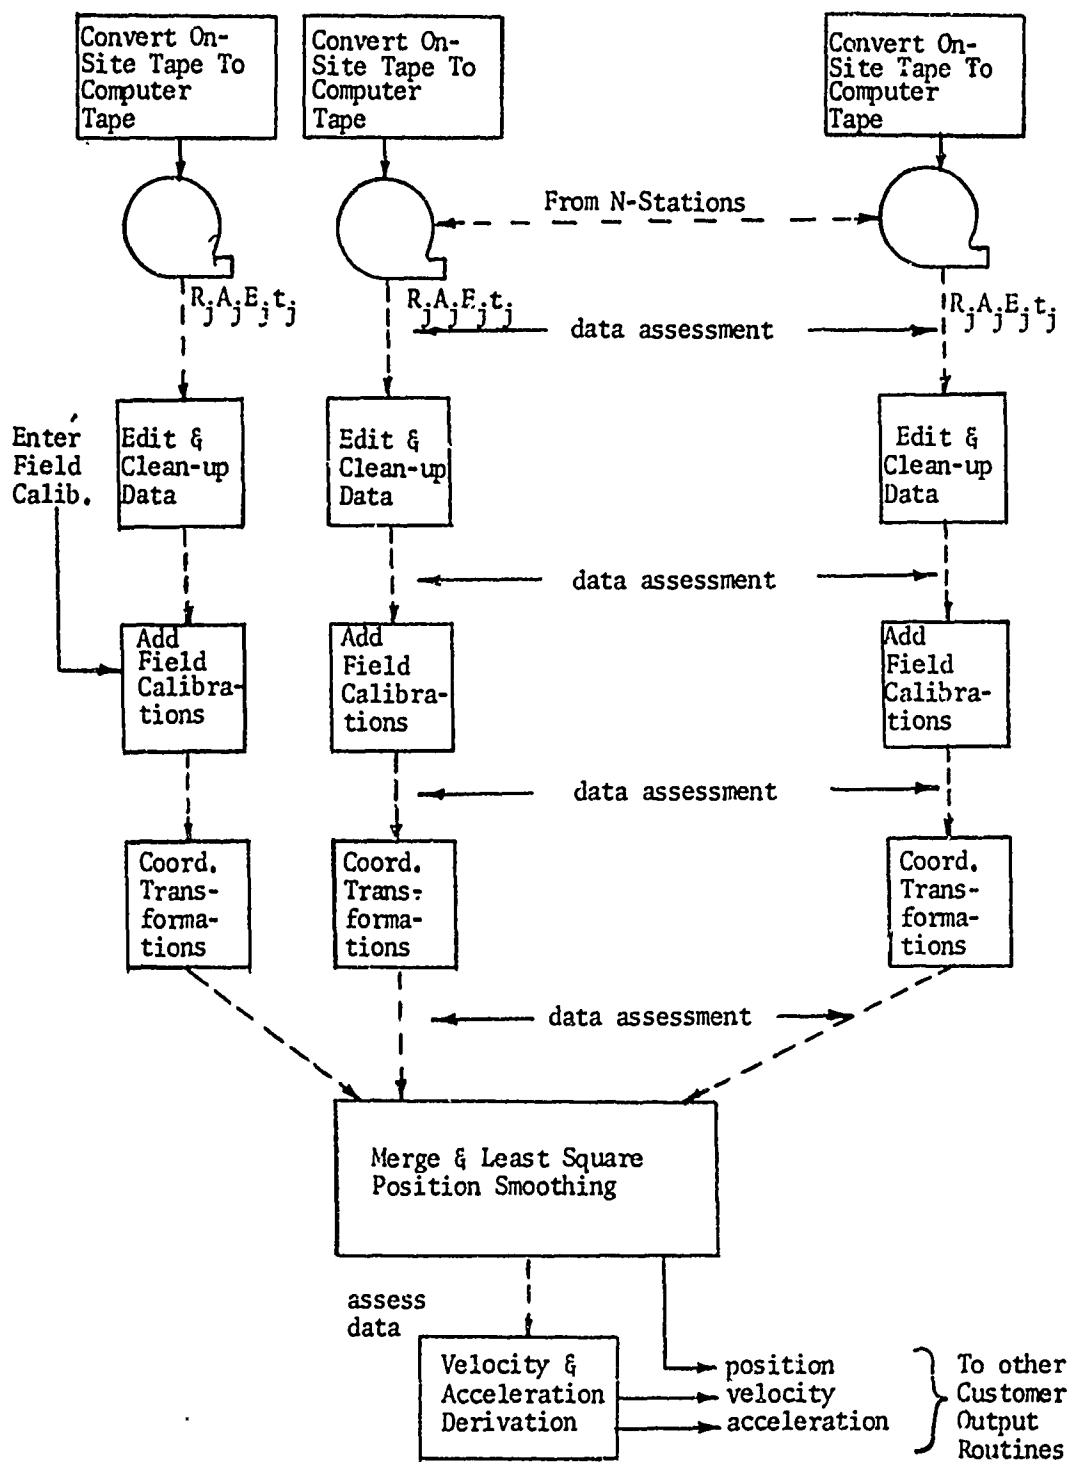 Convert On-
Site Tape To
Computer
Tape
Convert On-
Site Tape To
Computer
Tape
Convert On-
Site Tape To
Computer
Tape
From N-Stations
RjAjEjtj
RjAjEjtj
data assessment
RjAjEjtj
Enter
Field
Calib.
Edit &
Clean-up
Data
Edit &
Clean-up
Data
Edit &
Clean-up
Data
data assessment
Add
Field
Calibra-
tions
Add
Field
Calibra-
tions
Add
Field
Calibra-
tions
data assessment
Coord.
Trans-
forma-
tions
Coord.
Trans-
forma-
tions
Coord.
Trans-
forma-
tions
data assessment
Merge & Least Square
Position Smoothing
assess
data
Velocity &
Acceleration
Derivation
position
velocity
acceleration
To other
Customer
Output
Routines